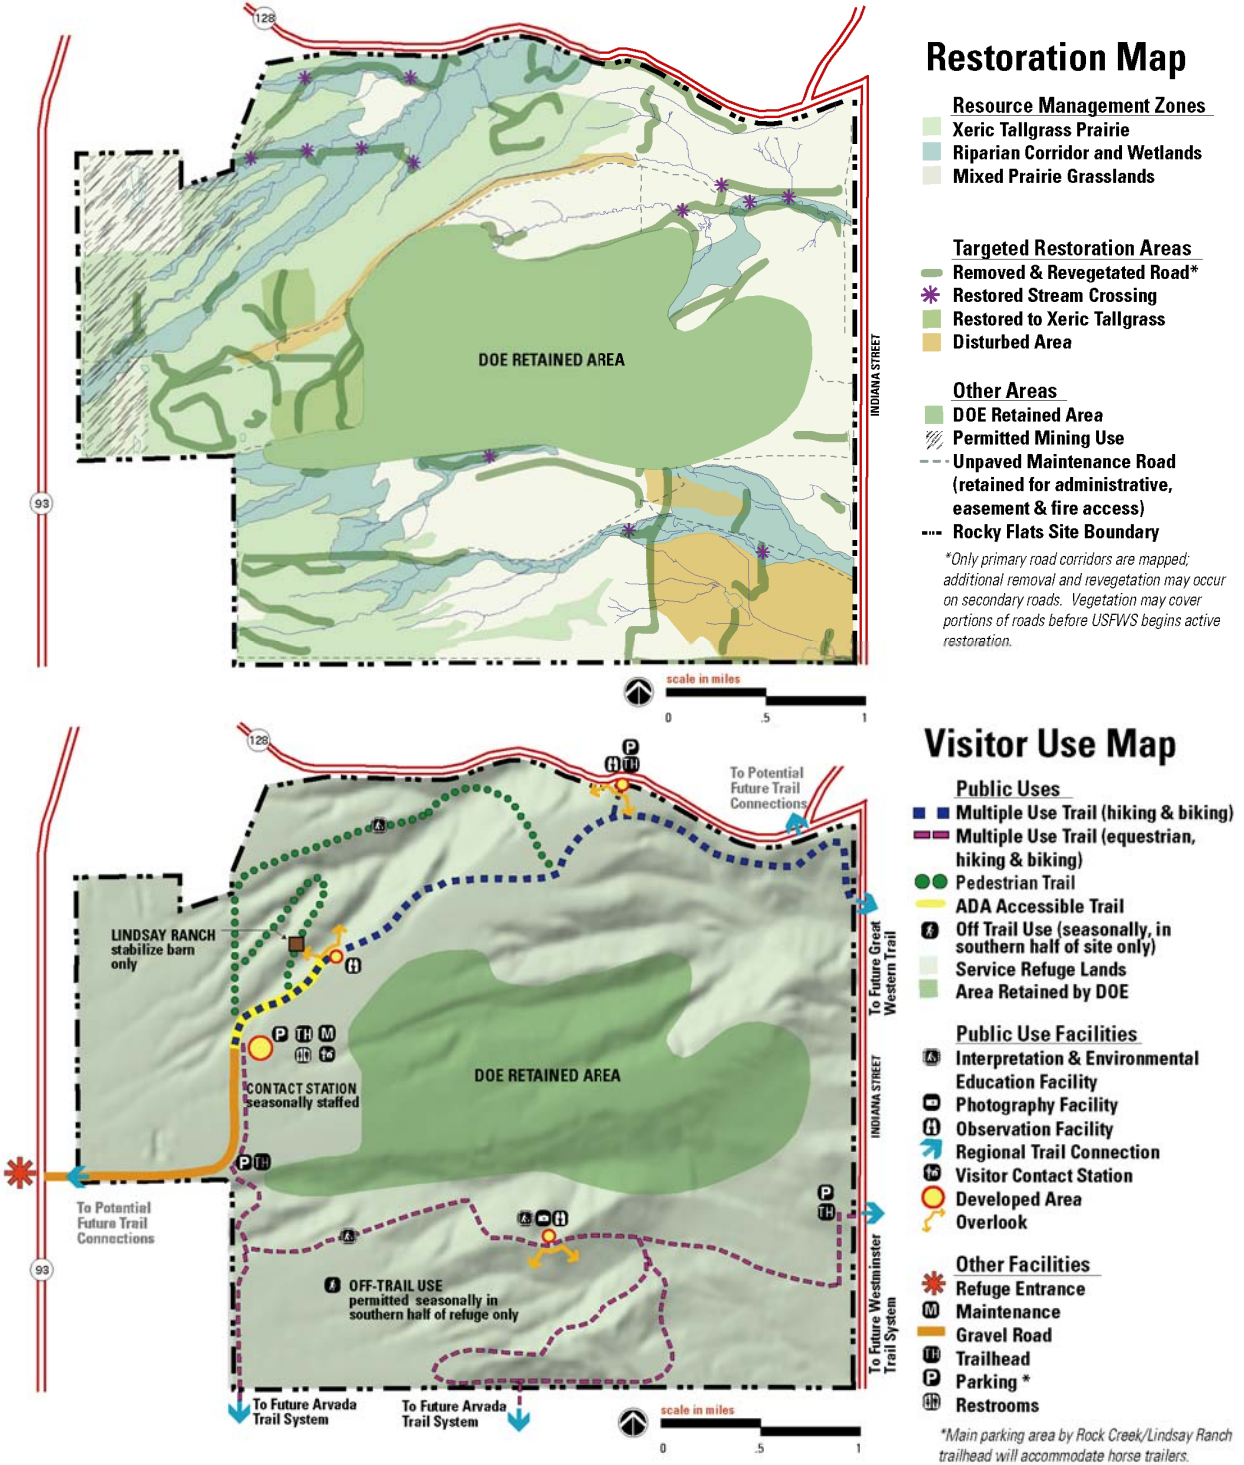 128
93
DOE RETAINED AREA
INDIANA STREET
scale in miles
0 .5 1
Restoration Map
Resource Management Zones
Xeric Tallgrass Prairie
Riparian Corridor and Wetlands
Mixed Prairie Grasslands
Targeted Restoration Areas
Removed & Revegetated Road*
Restored Stream Crossing
Restored to Xeric Tallgrass
Disturbed Area
Other Areas
DOE Retained Area
Permitted Mining Use
Unpaved Maintenance Road
(retained for administrative,
easement & fire access)
Rocky Flats Site Boundary
*Only primary road corridors are mapped;
additional removal and revegetation may occur
on secondary roads. Vegetation may cover
portions of roads before USFWS begins active
restoration.
128
P
TH
To Potential
Future Trail
Connections
LINDSAY RANCH
stabilize barn
only
P TH M
CONTACT STATION
seasonally staffed
DOE RETAINED AREA
To Future Great
Western Trail
INDIANA STREET
P TH
To Potential
Future Trail
Connections
93
P
TH
OFF-TRAIL USE
permitted seasonally in
southern half of refuge only
To Future Westminster
Trail System
To Future Arvada
Trail System
To Future Arvada
Trail System
scale in miles
0 .5 1
Visitor Use Map
Public Uses
Multiple Use Trail (hiking & biking)
Multiple Use Trail (equestrian,
hiking & biking)
Pedestrian Trail
ADA Accessible Trail
Off Trail Use (seasonally, in
southern half of site only)
Service Refuge Lands
Area Retained by DOE
Public Use Facilities
Interpretation & Environmental
Education Facility
Photography Facility
Observation Facility
Regional Trail Connection
Visitor Contact Station
Developed Area
Overlook
Other Facilities
Refuge Entrance
M Maintenance
Gravel Road
TH Trailhead
P Parking *
Restrooms
*Main parking area by Rock Creek/Lindsay Ranch
trailhead will accommodate horse trailers.